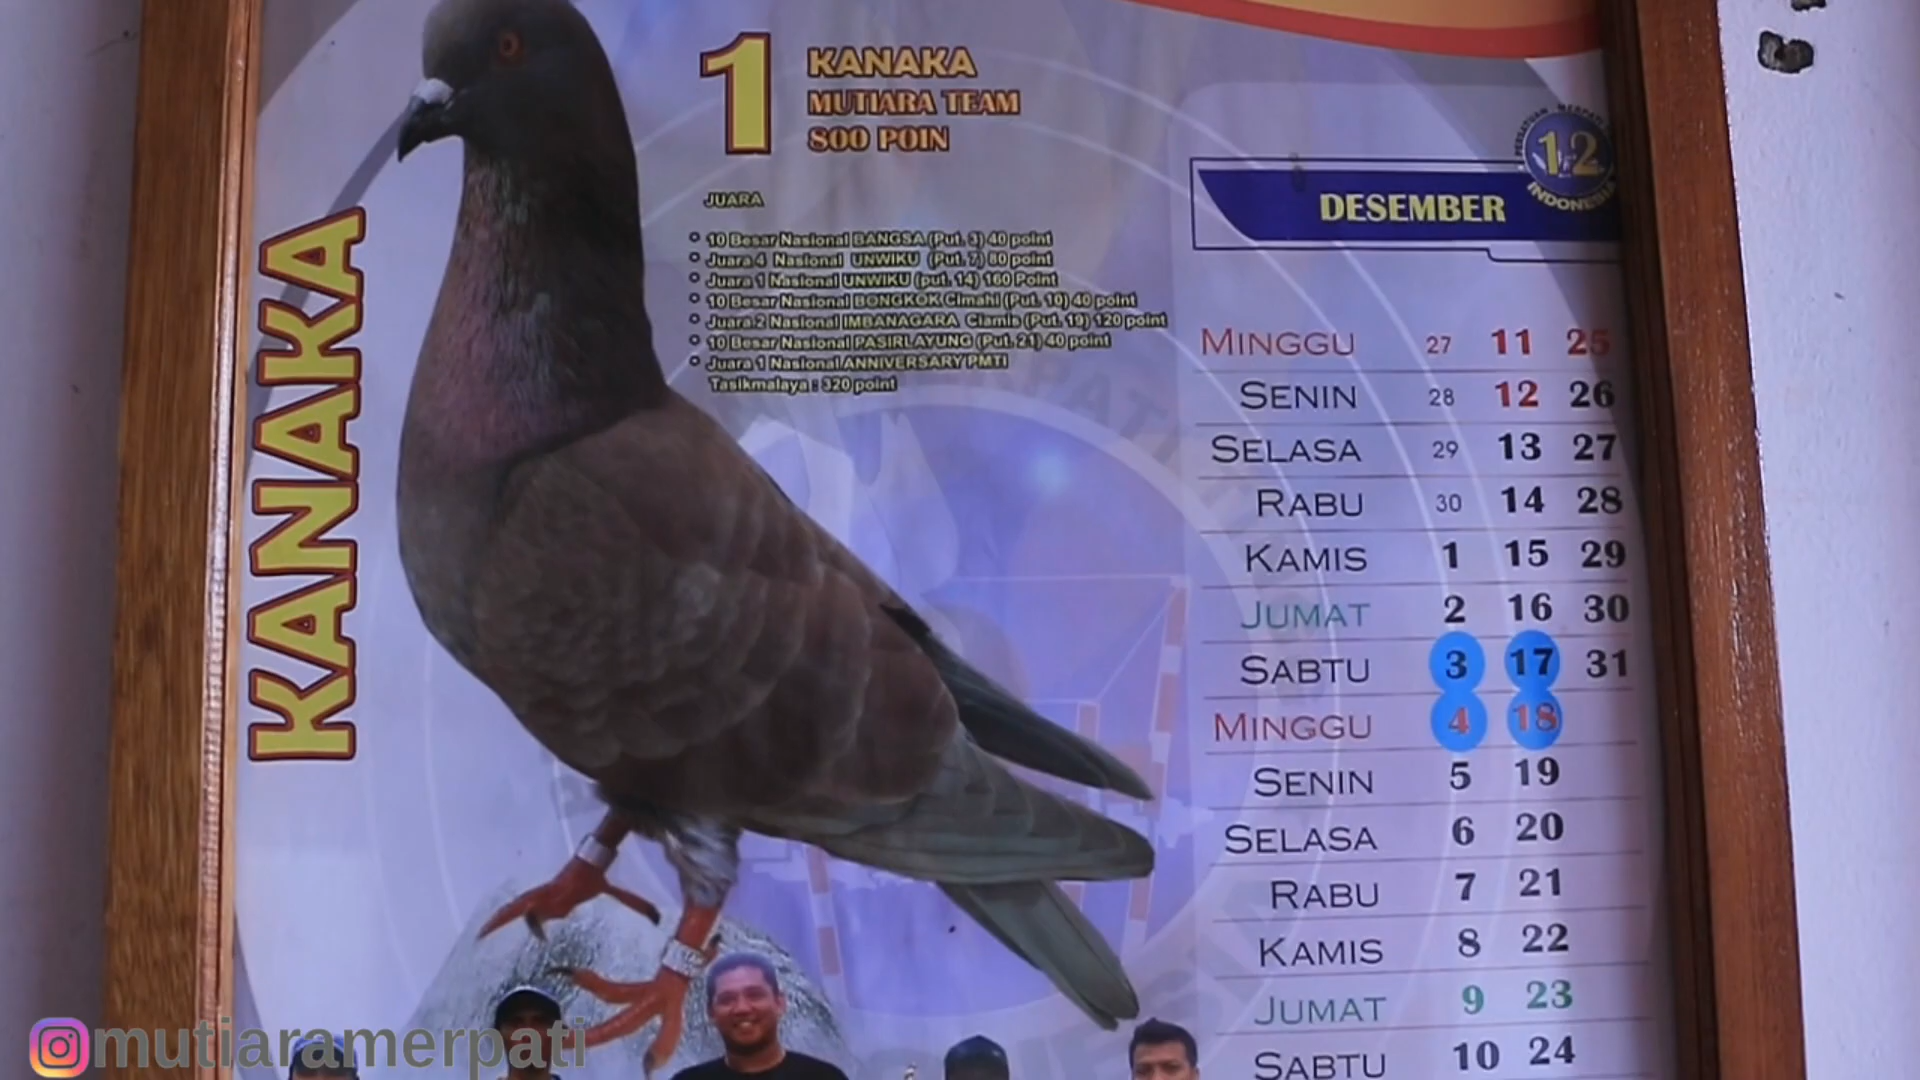 KANAKA
1
KANAKA
MUTIARA TEAM
800 POIN
JUARA
° 10 Besar Nasional BANGSA (Put. 3) 40 point
° Juara 4 Nasional UNWIKU (Put. 7) 80 point
° Juara 1 Nasional UNWIKU (put. 14) 160 Point
° 10 Besar Nasional BONGKOK Cimahi (Put. 10) 40 point
° Juara 2 Nasional IMBANAGARA Ciamis (Put. 19) 120 point
° 10 Besar Nasional PASIRLAYUNG (Put. 21) 40 point
° Juara 1 Nasional ANNIVERSARY PMTI
Tasikmalaya : 320 point
12
INDONESIA
DESEMBER
MINGGU 27 11 25
SENIN 28 12 26
SELASA 29 13 27
RABU 30 14 28
KAMIS 1 15 29
JUMAT 2 16 30
SABTU 3 17 31
MINGGU 4 18
SENIN 5 19
SELASA 6 20
RABU 7 21
KAMIS 8 22
JUMAT 9 23
SABTU 10 24
@mutiaramerpati